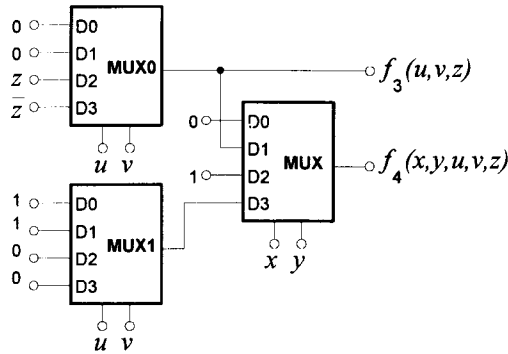 0 D0
0 D1
z D2
z̅ D3
MUX0
u v
f₃(u,v,z)
0 D0
D1
1 D2
D3
MUX
f₄(x,y,u,v,z)
x y
1 D0
1 D1
0 D2
0 D3
MUX1
u v